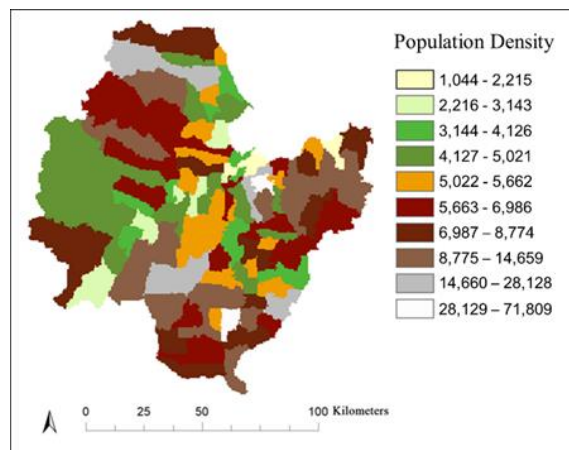 Population Density
1,044 - 2,215
2,216 - 3,143
3,144 - 4,126
4,127 - 5,021
5,022 - 5,662
5,663 - 6,986
6,987 - 8,774
8,775 - 14,659
14,660 - 28,128
28,129 – 71,809
0 25 50 100 Kilometers